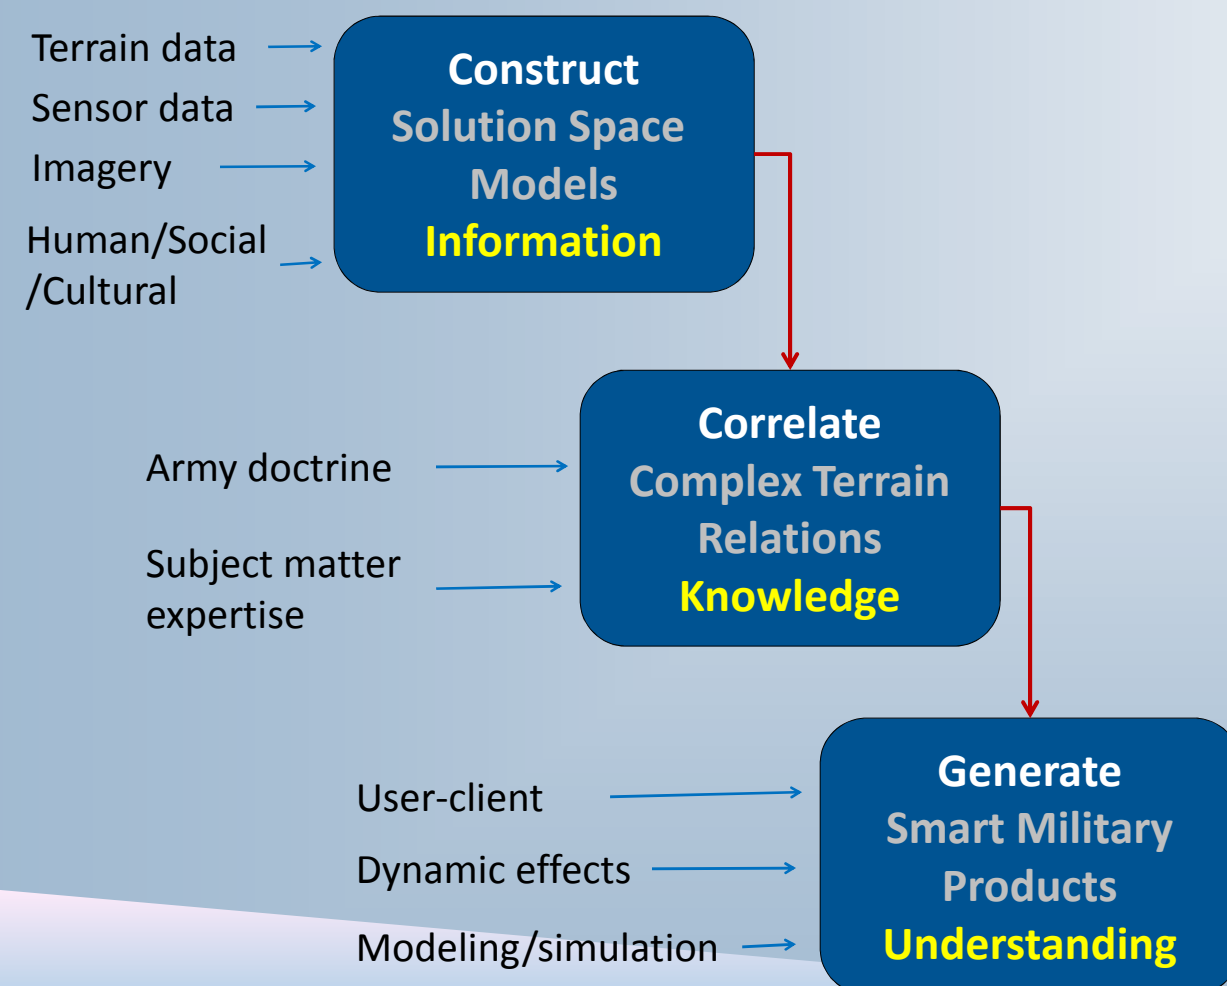 Terrain data
Sensor data
Imagery
Human/Social
/Cultural
Construct
Solution Space
Models
Information
Army doctrine
Subject matter
expertise
Correlate
Complex Terrain
Relations
Knowledge
User-client
Dynamic effects
Modeling/simulation
Generate
Smart Military
Products
Understanding